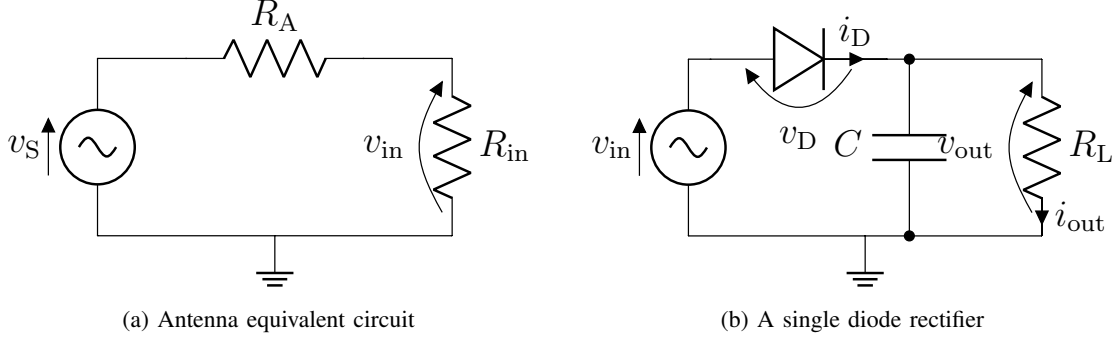 R_A
v_S
v_in
R_in
(a) Antenna equivalent circuit
i_D
v_in
v_D
C
v_out
R_L
i_out
(b) A single diode rectifier